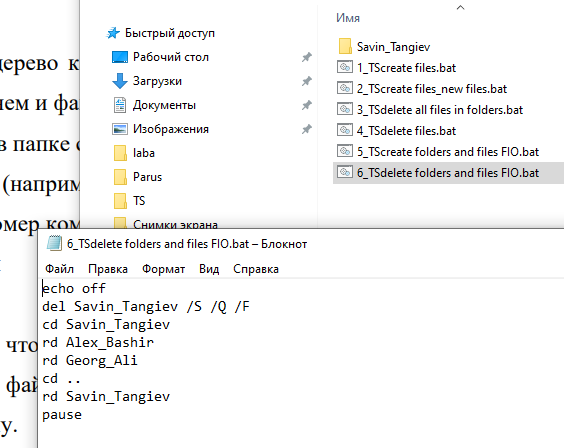 дерево к
нем и фа
в папке с
(наприм
омер ком
что
фай
у.
Быстрый доступ
Рабочий стол
Загрузки
Документы
Изображения
laba
Parus
TS
Снимки экрана
Имя
Savin_Tangiev
1_TScreate files.bat
2_TScreate files_new files.bat
3_TSdelete all files in folders.bat
4_TSdelete files.bat
5_TScreate folders and files FIO.bat
6_TSdelete folders and files FIO.bat
6_TSdelete folders and files FIO.bat – Блокнот
Файл Правка Формат Вид Справка
echo off
del Savin_Tangiev /S /Q /F
cd Savin_Tangiev
rd Alex_Bashir
rd Georg_Ali
cd ..
rd Savin_Tangiev
pause